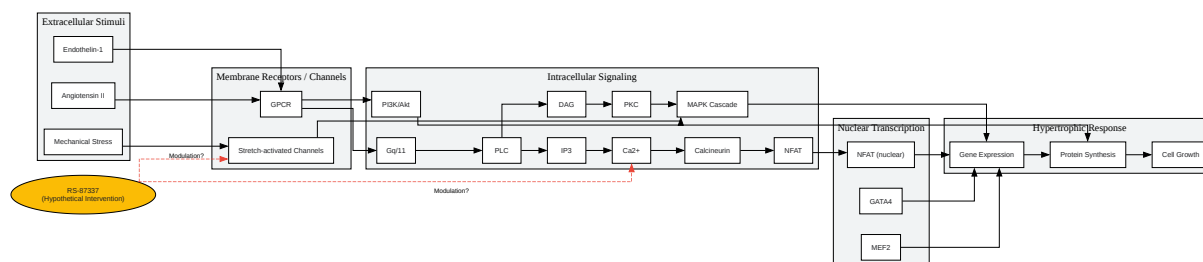 Extracellular Stimuli
Endothelin-1
Angiotensin II
Mechanical Stress
RS-87337
(Hypothetical Intervention)
Modulation?
Modulation?
Membrane Receptors / Channels
GPCR
Stretch-activated Channels
Intracellular Signaling
PI3K/Akt
DAG
PKC
MAPK Cascade
Gq/11
PLC
IP3
Ca2+
Calcineurin
NFAT
Nuclear Transcription
NFAT (nuclear)
GATA4
MEF2
Hypertrophic Response
Gene Expression
Protein Synthesis
Cell Growth